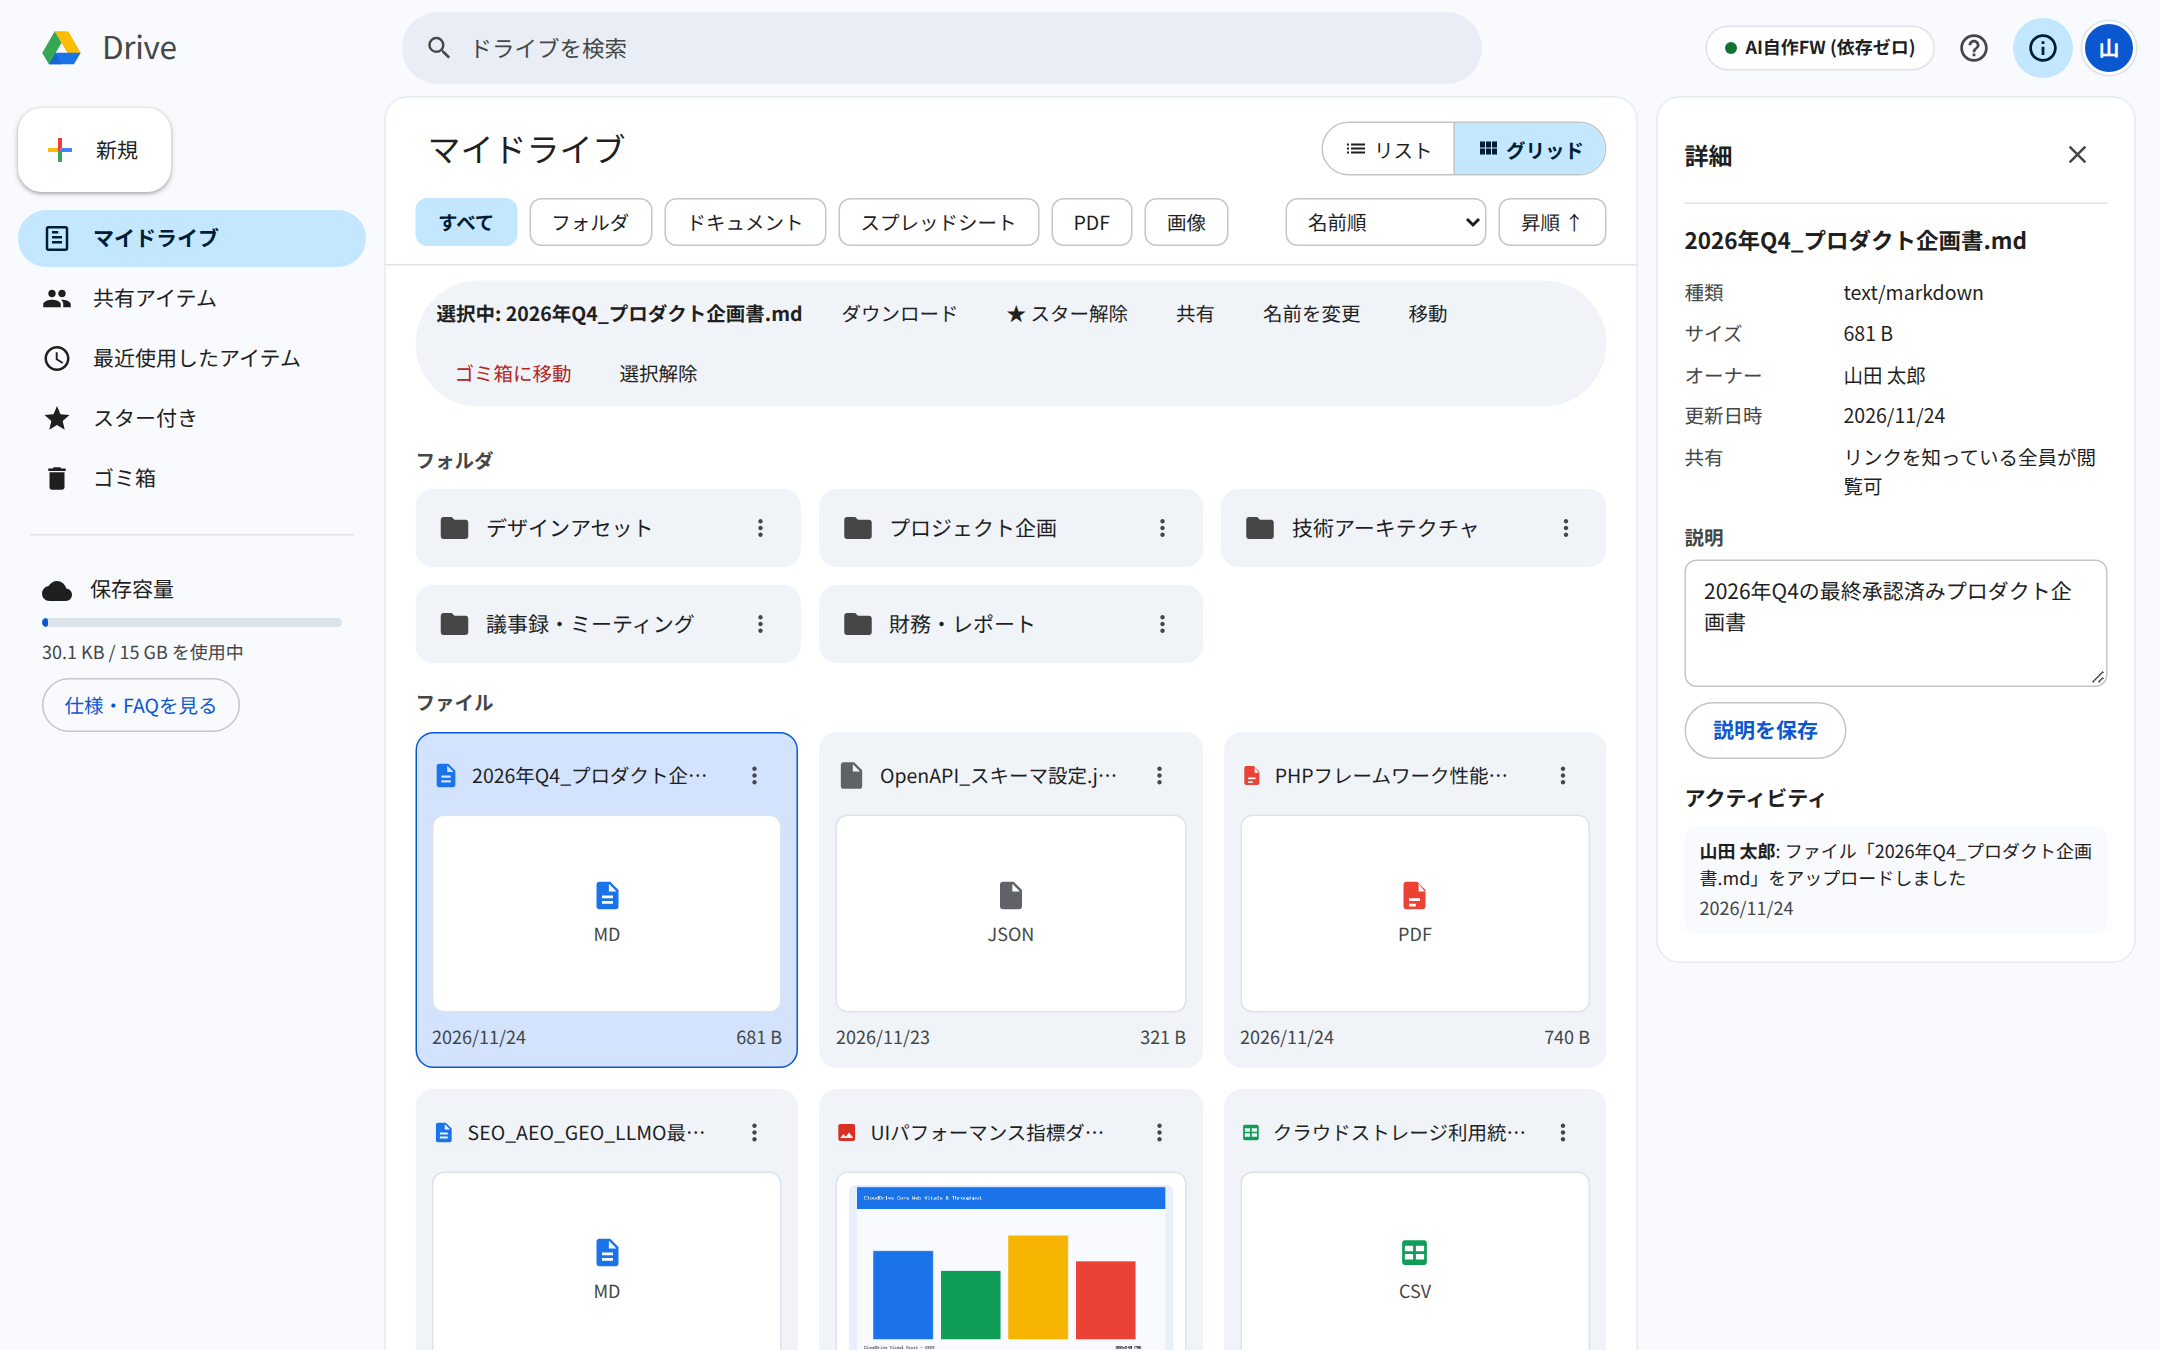 Drive
ドライブを検索
AI自作FW (依存ゼロ)
山
新規
マイドライブ
共有アイテム
最近使用したアイテム
スター付き
ゴミ箱
保存容量
30.1 KB / 15 GB を使用中
仕様・FAQを見る
マイドライブ
リスト
グリッド
すべて
フォルダ
ドキュメント
スプレッドシート
PDF
画像
名前順
昇順 ↑
選択中: 2026年Q4_プロダクト企画書.md
ダウンロード
★ スター解除
共有
名前を変更
移動
ゴミ箱に移動
選択解除
フォルダ
デザインアセット
プロジェクト企画
技術アーキテクチャ
議事録・ミーティング
財務・レポート
ファイル
2026年Q4_プロダクト企…
MD
2026/11/24
681 B
OpenAPI_スキーマ設定.j…
JSON
2026/11/23
321 B
PHPフレームワーク性能…
PDF
2026/11/24
740 B
SEO_AEO_GEO_LLMO最…
MD
UIパフォーマンス指標ダ…
CloudDrive Core Web Vitals & Throughput
クラウドストレージ利用統…
CSV
詳細
2026年Q4_プロダクト企画書.md
種類
text/markdown
サイズ
681 B
オーナー
山田 太郎
更新日時
2026/11/24
共有
リンクを知っている全員が閲
覧可
説明
2026年Q4の最終承認済みプロダクト企
画書
説明を保存
アクティビティ
山田 太郎: ファイル「2026年Q4_プロダクト企画
書.md」をアップロードしました
2026/11/24